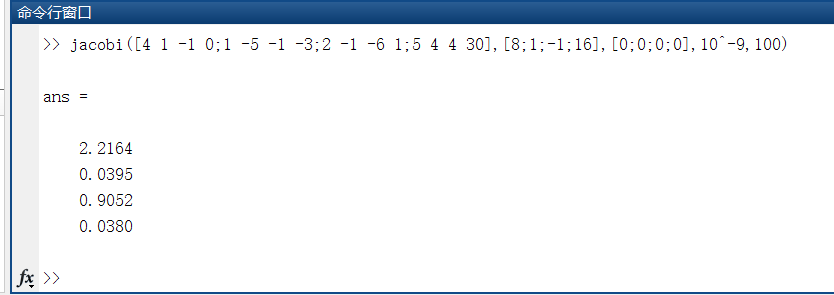 命令行窗口
>> jacobi([4 1 -1 0;1 -5 -1 -3;2 -1 -6 1;5 4 4 30],[8;1;-1;16],[0;0;0;0],10^-9,100)
ans =
2.2164
0.0395
0.9052
0.0380
fx >>